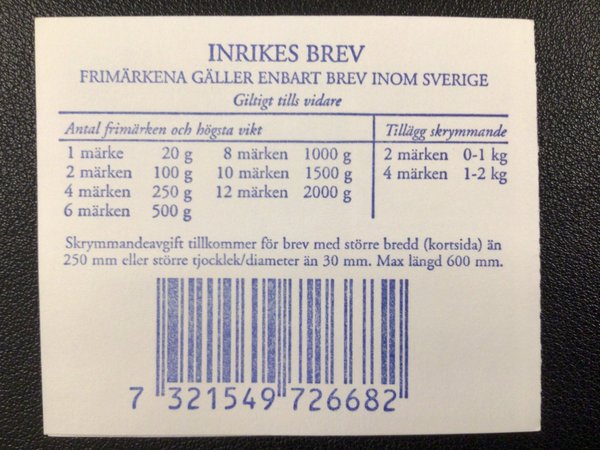 INRIKES BREV
FRIMÄRKENA GÄLLER ENBART BREV INOM SVERIGE
Giltigt tills vidare
Antal frimärken och högsta vikt Tillägg skrymmande
1 märke 20 g 8 märken 1000 g 2 märken 0-1 kg
2 märken 100 g 10 märken 1500 g 4 märken 1-2 kg
4 märken 250 g 12 märken 2000 g
6 märken 500 g
Skrymmandeavgift tillkommer för brev med större bredd (kortsida) än
250 mm eller större tjocklek/diameter än 30 mm. Max längd 600 mm.
7 321549 726682